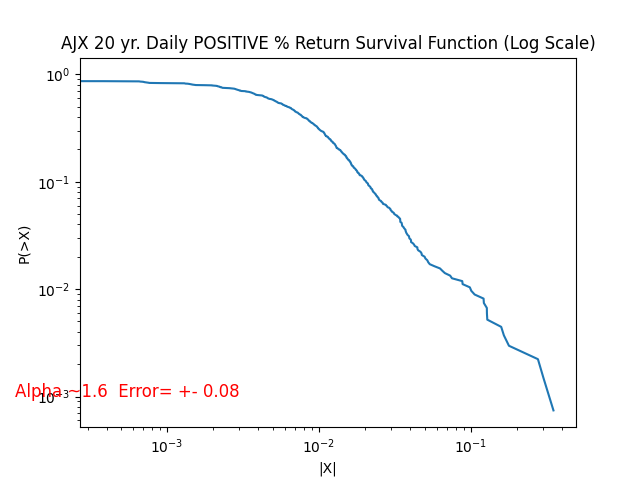 AJX 20 yr. Daily POSITIVE % Return Survival Function (Log Scale)
10⁰
10⁻¹
10⁻²
10⁻³
P(>X)
Alpha ~1.6 Error= +- 0.08
10⁻³ 10⁻² 10⁻¹
|X|